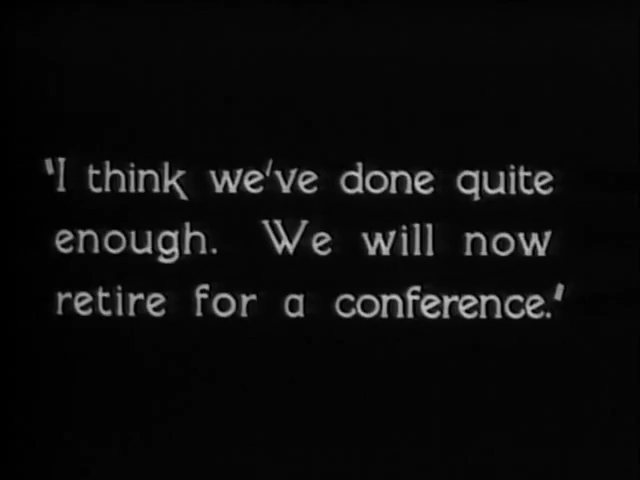 "I think we've done quite
enough. We will now
retire for a conference."